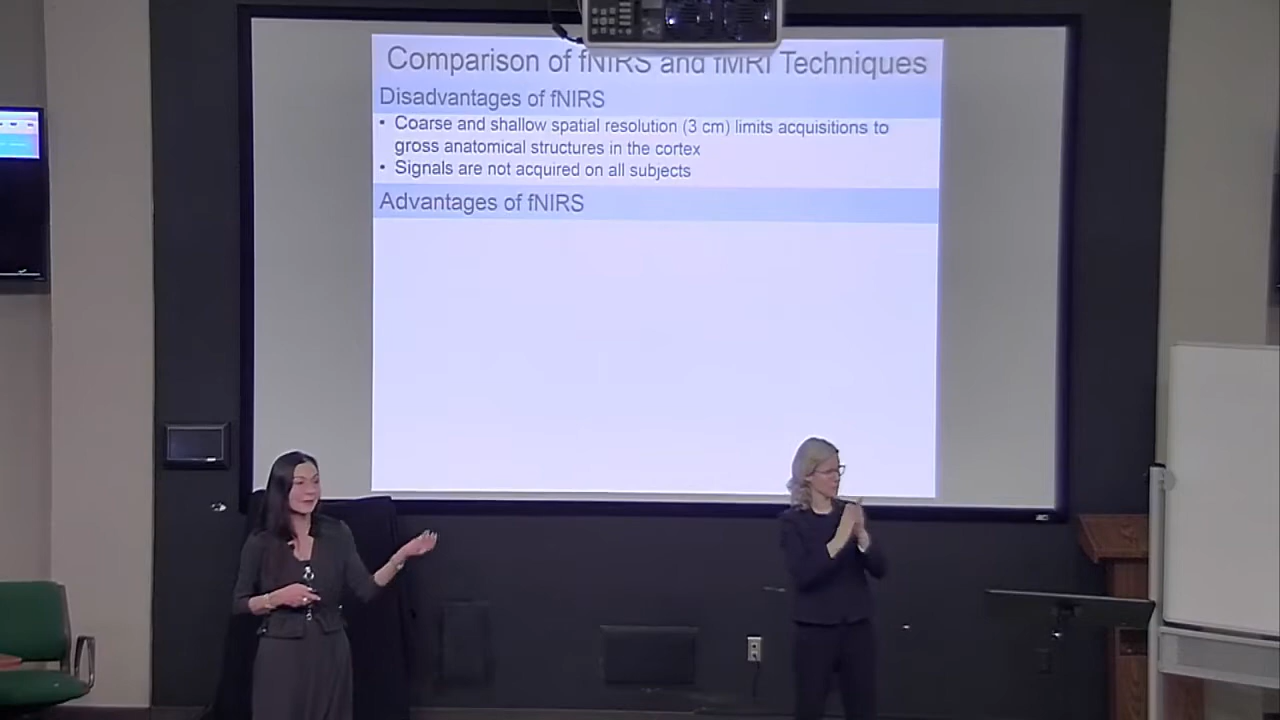 Comparison of fNIRS and fMRI Techniques
Disadvantages of fNIRS
• Coarse and shallow spatial resolution (3 cm) limits acquisitions to
gross anatomical structures in the cortex
• Signals are not acquired on all subjects
Advantages of fNIRS